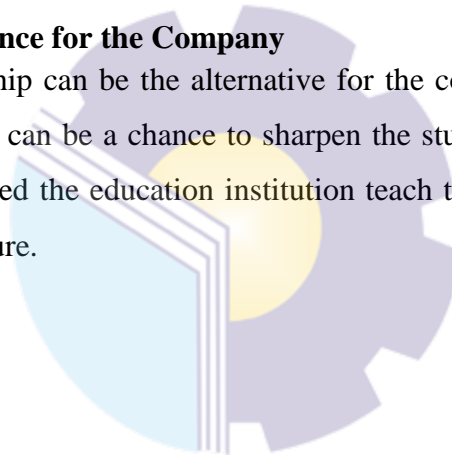 nce for the Company
hip can be the alternative for the co
can be a chance to sharpen the stu
ed the education institution teach t
ure.